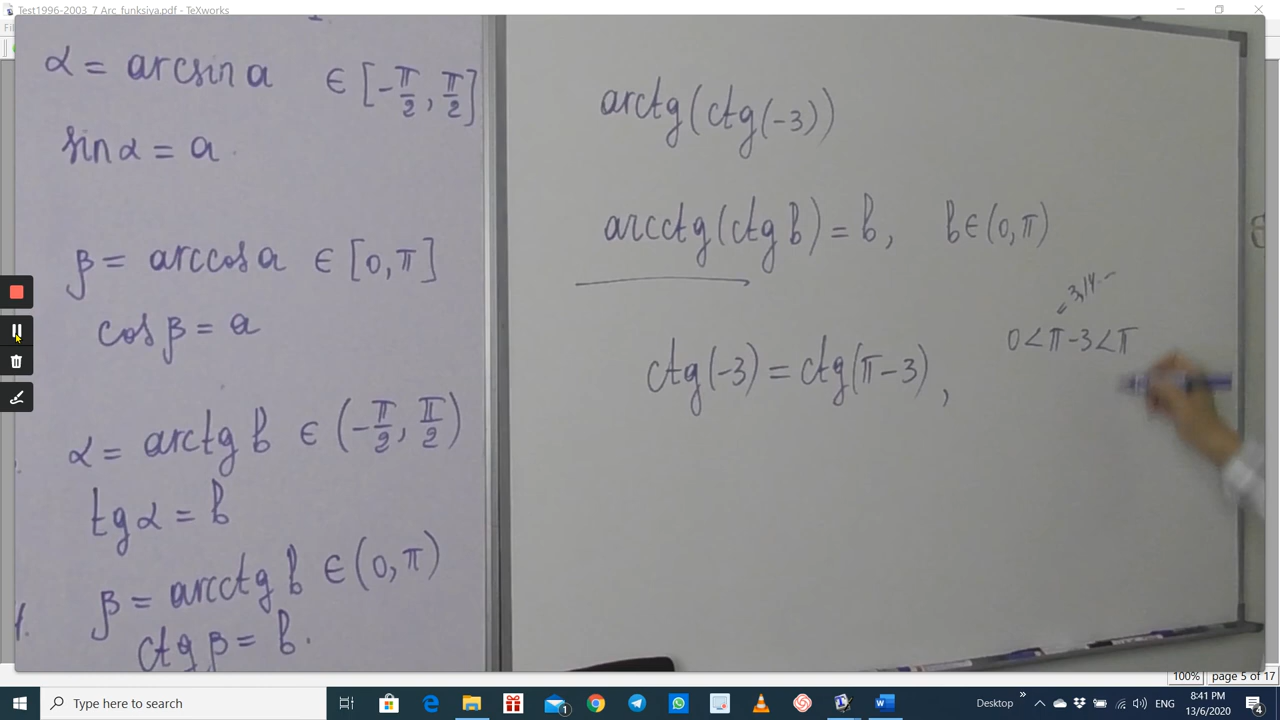 Test1996-2003_7 Arc_funksiya.pdf - TeXworks
α = arcsin a ∈ [-π/2, π/2]
sin α = a
β = arccos a ∈ [0, π]
cos β = a
α = arctg b ∈ (-π/2, π/2)
tg α = b
β = arcctg b ∈ (0, π)
ctg β = b.
arctg(ctg(-3))
arcctg(ctg b) = b, b ∈ (0, π)
= 3,14...
ctg(-3) = ctg(π-3), 0 < π-3 < π
100% page 5 of 17
Type here to search
1
Desktop
ENG
8:41 PM
13/6/2020
4